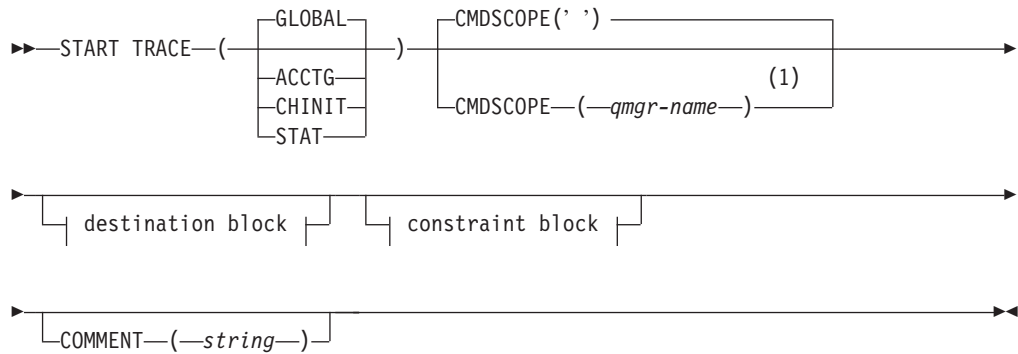 GLOBAL CMDSCOPE(' ')
START TRACE ( )
ACCTG (1)
CHINIT CMDSCOPE ( qmgr-name )
STAT
destination block constraint block
COMMENT ( string )